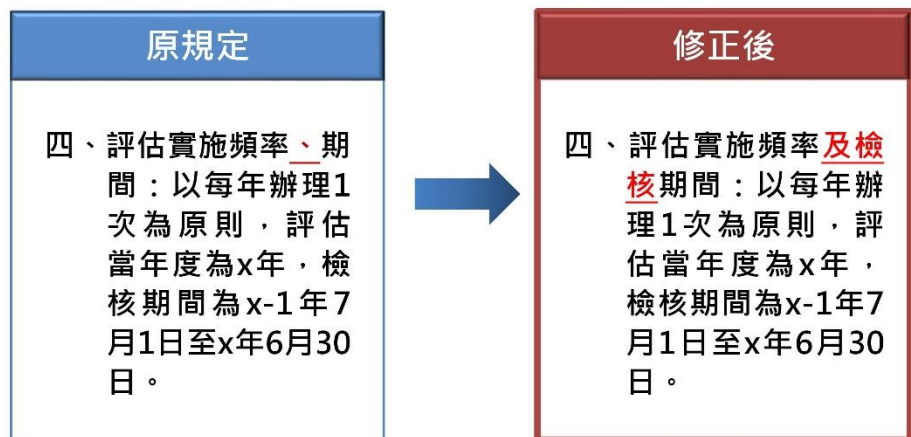 原規定
四、評估實施頻率、期
間：以每年辦理1
次為原則，評估
當年度為x年，檢
核期間為x-1年7
月1日至x年6月30
日。
修正後
四、評估實施頻率及檢
核期間：以每年辦
理1次為原則，評
估當年度為x年，
檢核期間為x-1年7
月1日至x年6月30
日。